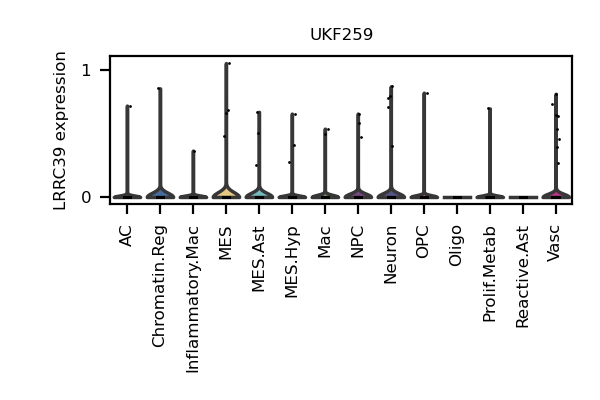 UKF259
LRRC39 expression
1
0
AC
Chromatin.Reg
Inflammatory.Mac
MES
MES.Ast
MES.Hyp
Mac
NPC
Neuron
OPC
Oligo
Prolif.Metab
Reactive.Ast
Vasc